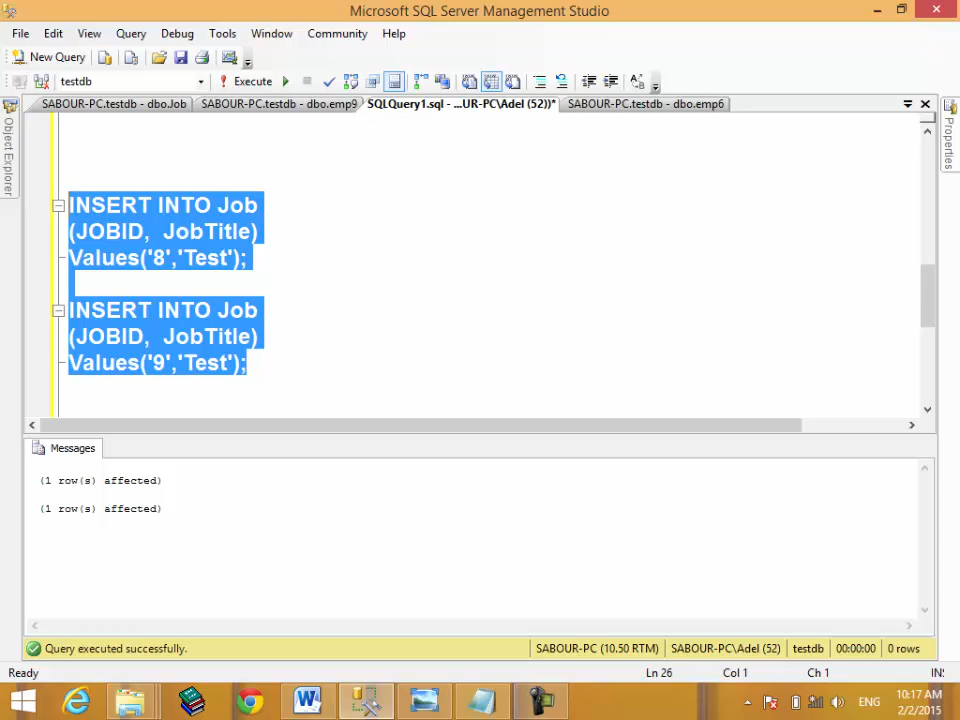 Microsoft SQL Server Management Studio
File Edit View Query Debug Tools Window Community Help
New Query
testdb Execute
SABOUR-PC.testdb - dbo.Job SABOUR-PC.testdb - dbo.emp9 SQLQuery1.sql - ...UR-PC\Adel (52))* SABOUR-PC.testdb - dbo.emp6
Object Explorer
Properties
INSERT INTO Job
(JOBID, JobTitle)
Values('8','Test');
INSERT INTO Job
(JOBID, JobTitle)
Values('9','Test');
Messages
(1 row(s) affected)
(1 row(s) affected)
Query executed successfully. SABOUR-PC (10.50 RTM) SABOUR-PC\Adel (52) testdb 00:00:00 0 rows
Ready Ln 26 Col 1 Ch 1 INS
ENG 10:17 AM
2/2/2015